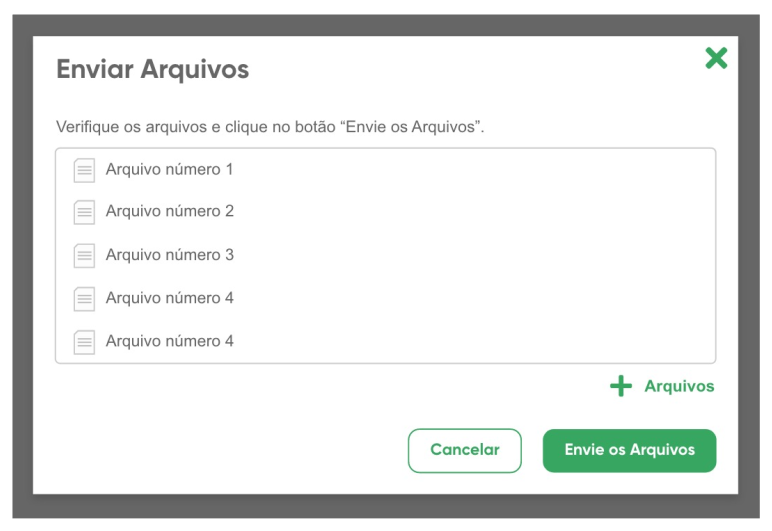 Enviar Arquivos
Verifique os arquivos e clique no botão “Envie os Arquivos”.
Arquivo número 1
Arquivo número 2
Arquivo número 3
Arquivo número 4
Arquivo número 4
Arquivos
Cancelar
Envie os Arquivos